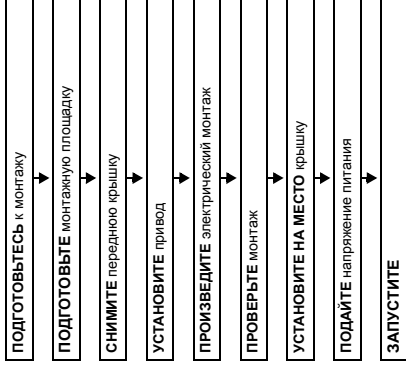 ПОДГОТОВЬТЕСЬ к монтажу
ПОДГОТОВЬТЕ монтажную площадку
СНИМИТЕ переднюю крышку
УСТАНОВИТЕ привод
ПРОИЗВЕДИТЕ электрический монтаж
ПРОВЕРЬТЕ монтаж
УСТАНОВИТЕ НА МЕСТО крышку
ПОДАЙТЕ напряжение питания
ЗАПУСТИТЕ